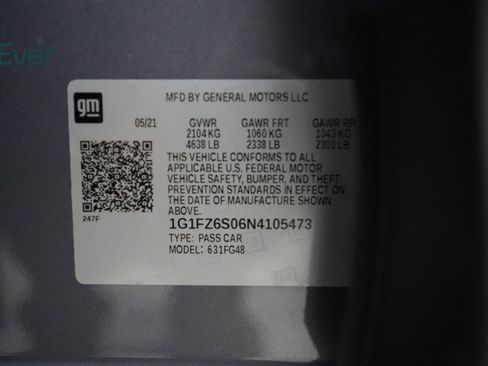 Ever
gm
MFD BY GENERAL MOTORS LLC
05/21 GVWR GAWR FRT GAWR RR
2104 KG 1060 KG 1043 KG
4638 LB 2338 LB 2300 LB
THIS VEHICLE CONFORMS TO ALL
APPLICABLE U.S. FEDERAL MOTOR
VEHICLE SAFETY, BUMPER, AND THEFT
PREVENTION STANDARDS IN EFFECT ON
THE DATE OF MANUFACTURE SHOWN
ABOVE.
247F
1G1FZ6S06N4105473
TYPE: PASS CAR
MODEL: 631FG48